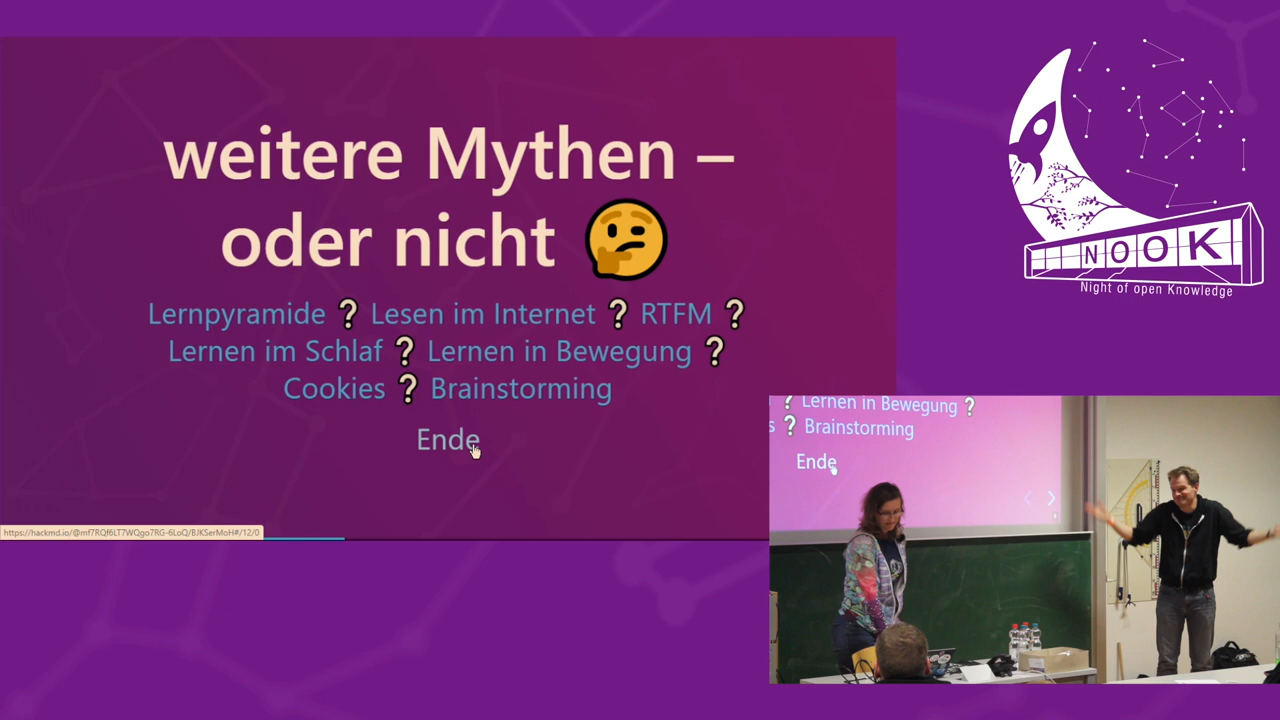 weitere Mythen –
oder nicht 🤔
Lernpyramide ❔ Lesen im Internet ❔ RTFM ❔
Lernen im Schlaf ❔ Lernen in Bewegung ❔
Cookies ❔ Brainstorming
Ende
https://hackmd.io/@mf7RQf6LT7WQgo7RG-6LoQ/BJKSerMoH#/12/0
NOOK
Night of open Knowledge
❔ Lernen in Bewegung ❔
s ❔ Brainstorming
Ende